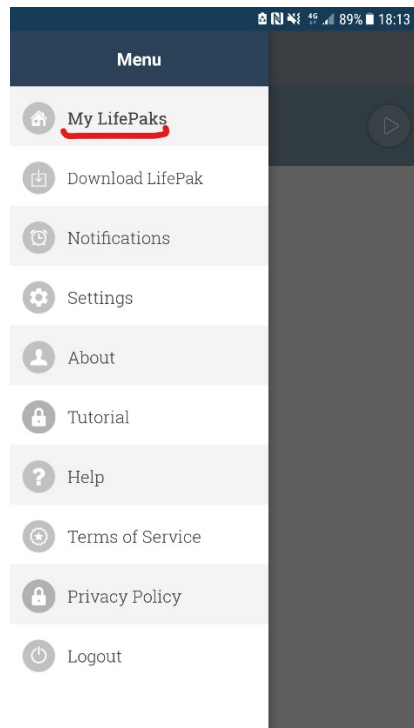 4G 89% 18:13
Menu
My LifePaks
Download LifePak
Notifications
Settings
About
Tutorial
Help
Terms of Service
Privacy Policy
Logout